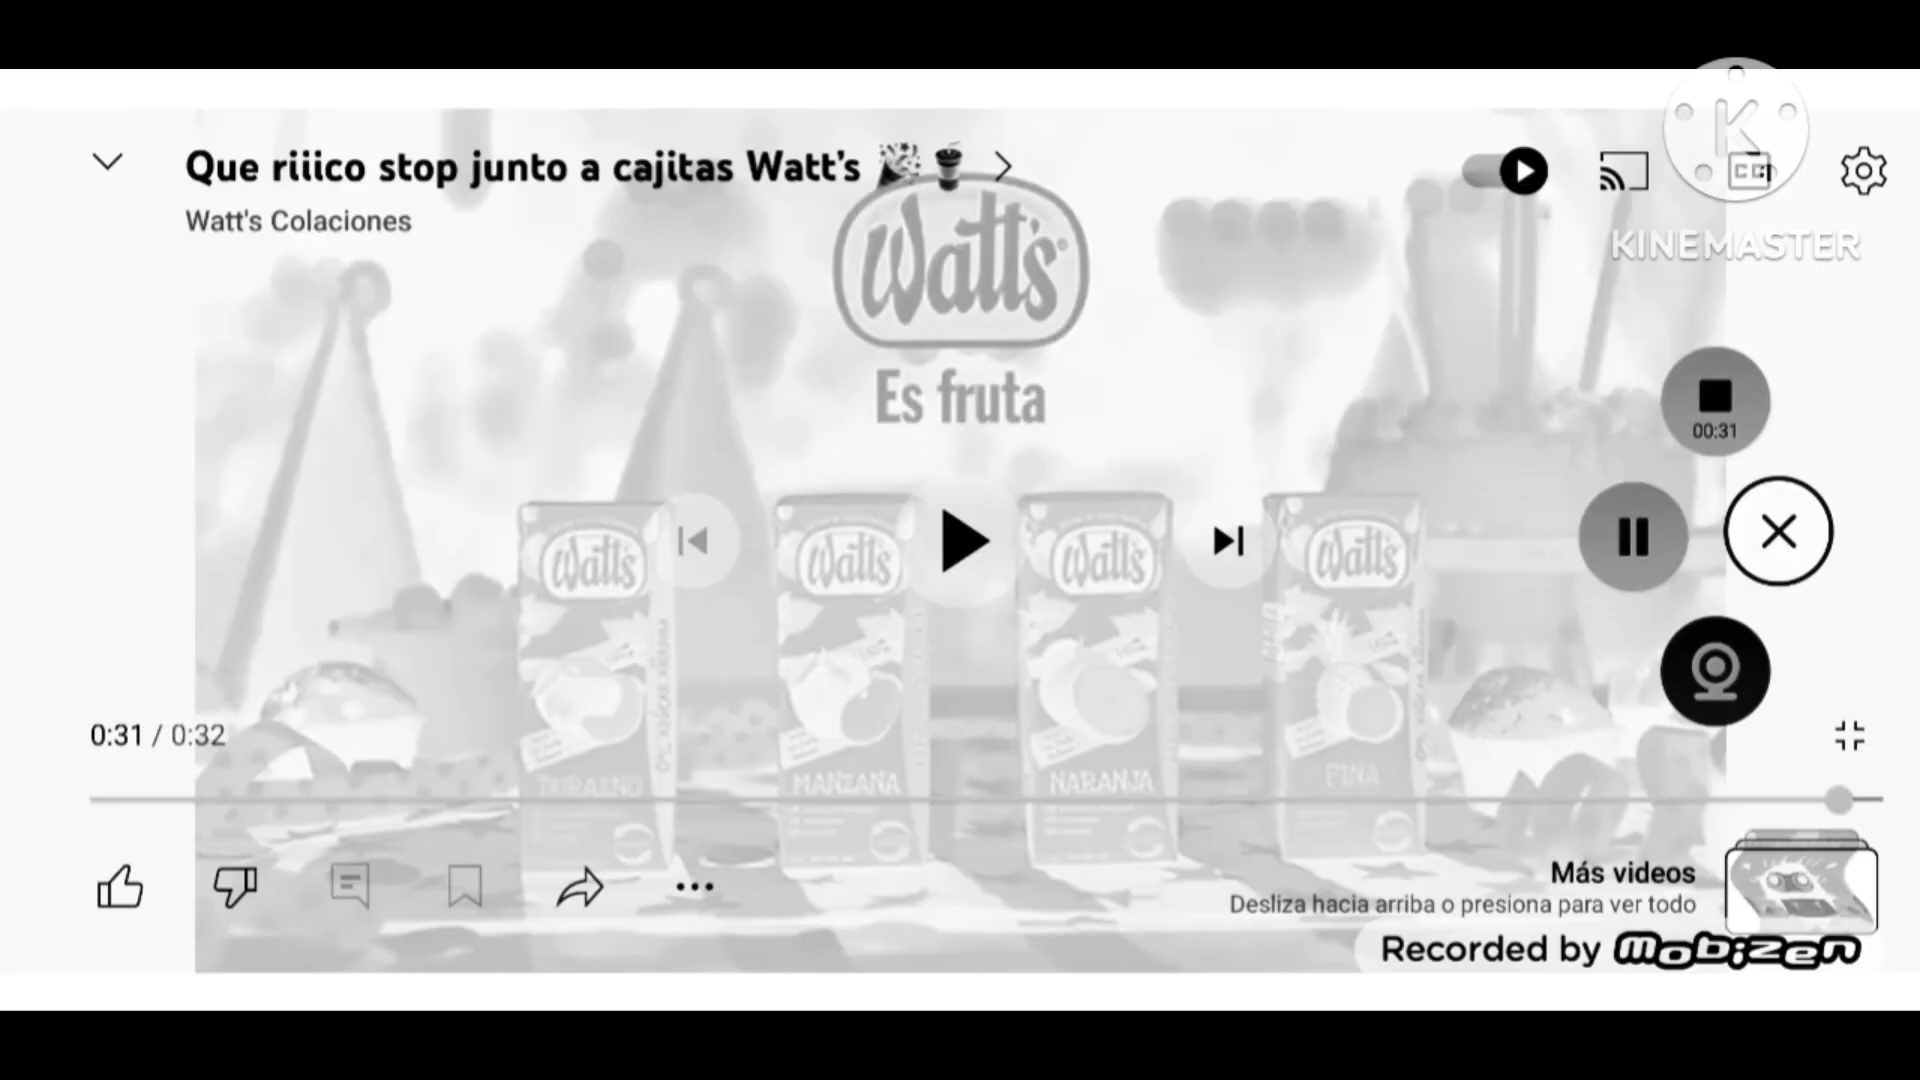 Que riiico stop junto a cajitas Watt's
Watt's Colaciones
CC
KINEMASTER
Watt's
Es fruta
00:31
Watt's
Watt's
Watt's
Watt's
0:31 / 0:32
DURAZNO
MANZANA
NARANJA
PIÑA
Más videos
Desliza hacia arriba o presiona para ver todo
Recorded by mobizen